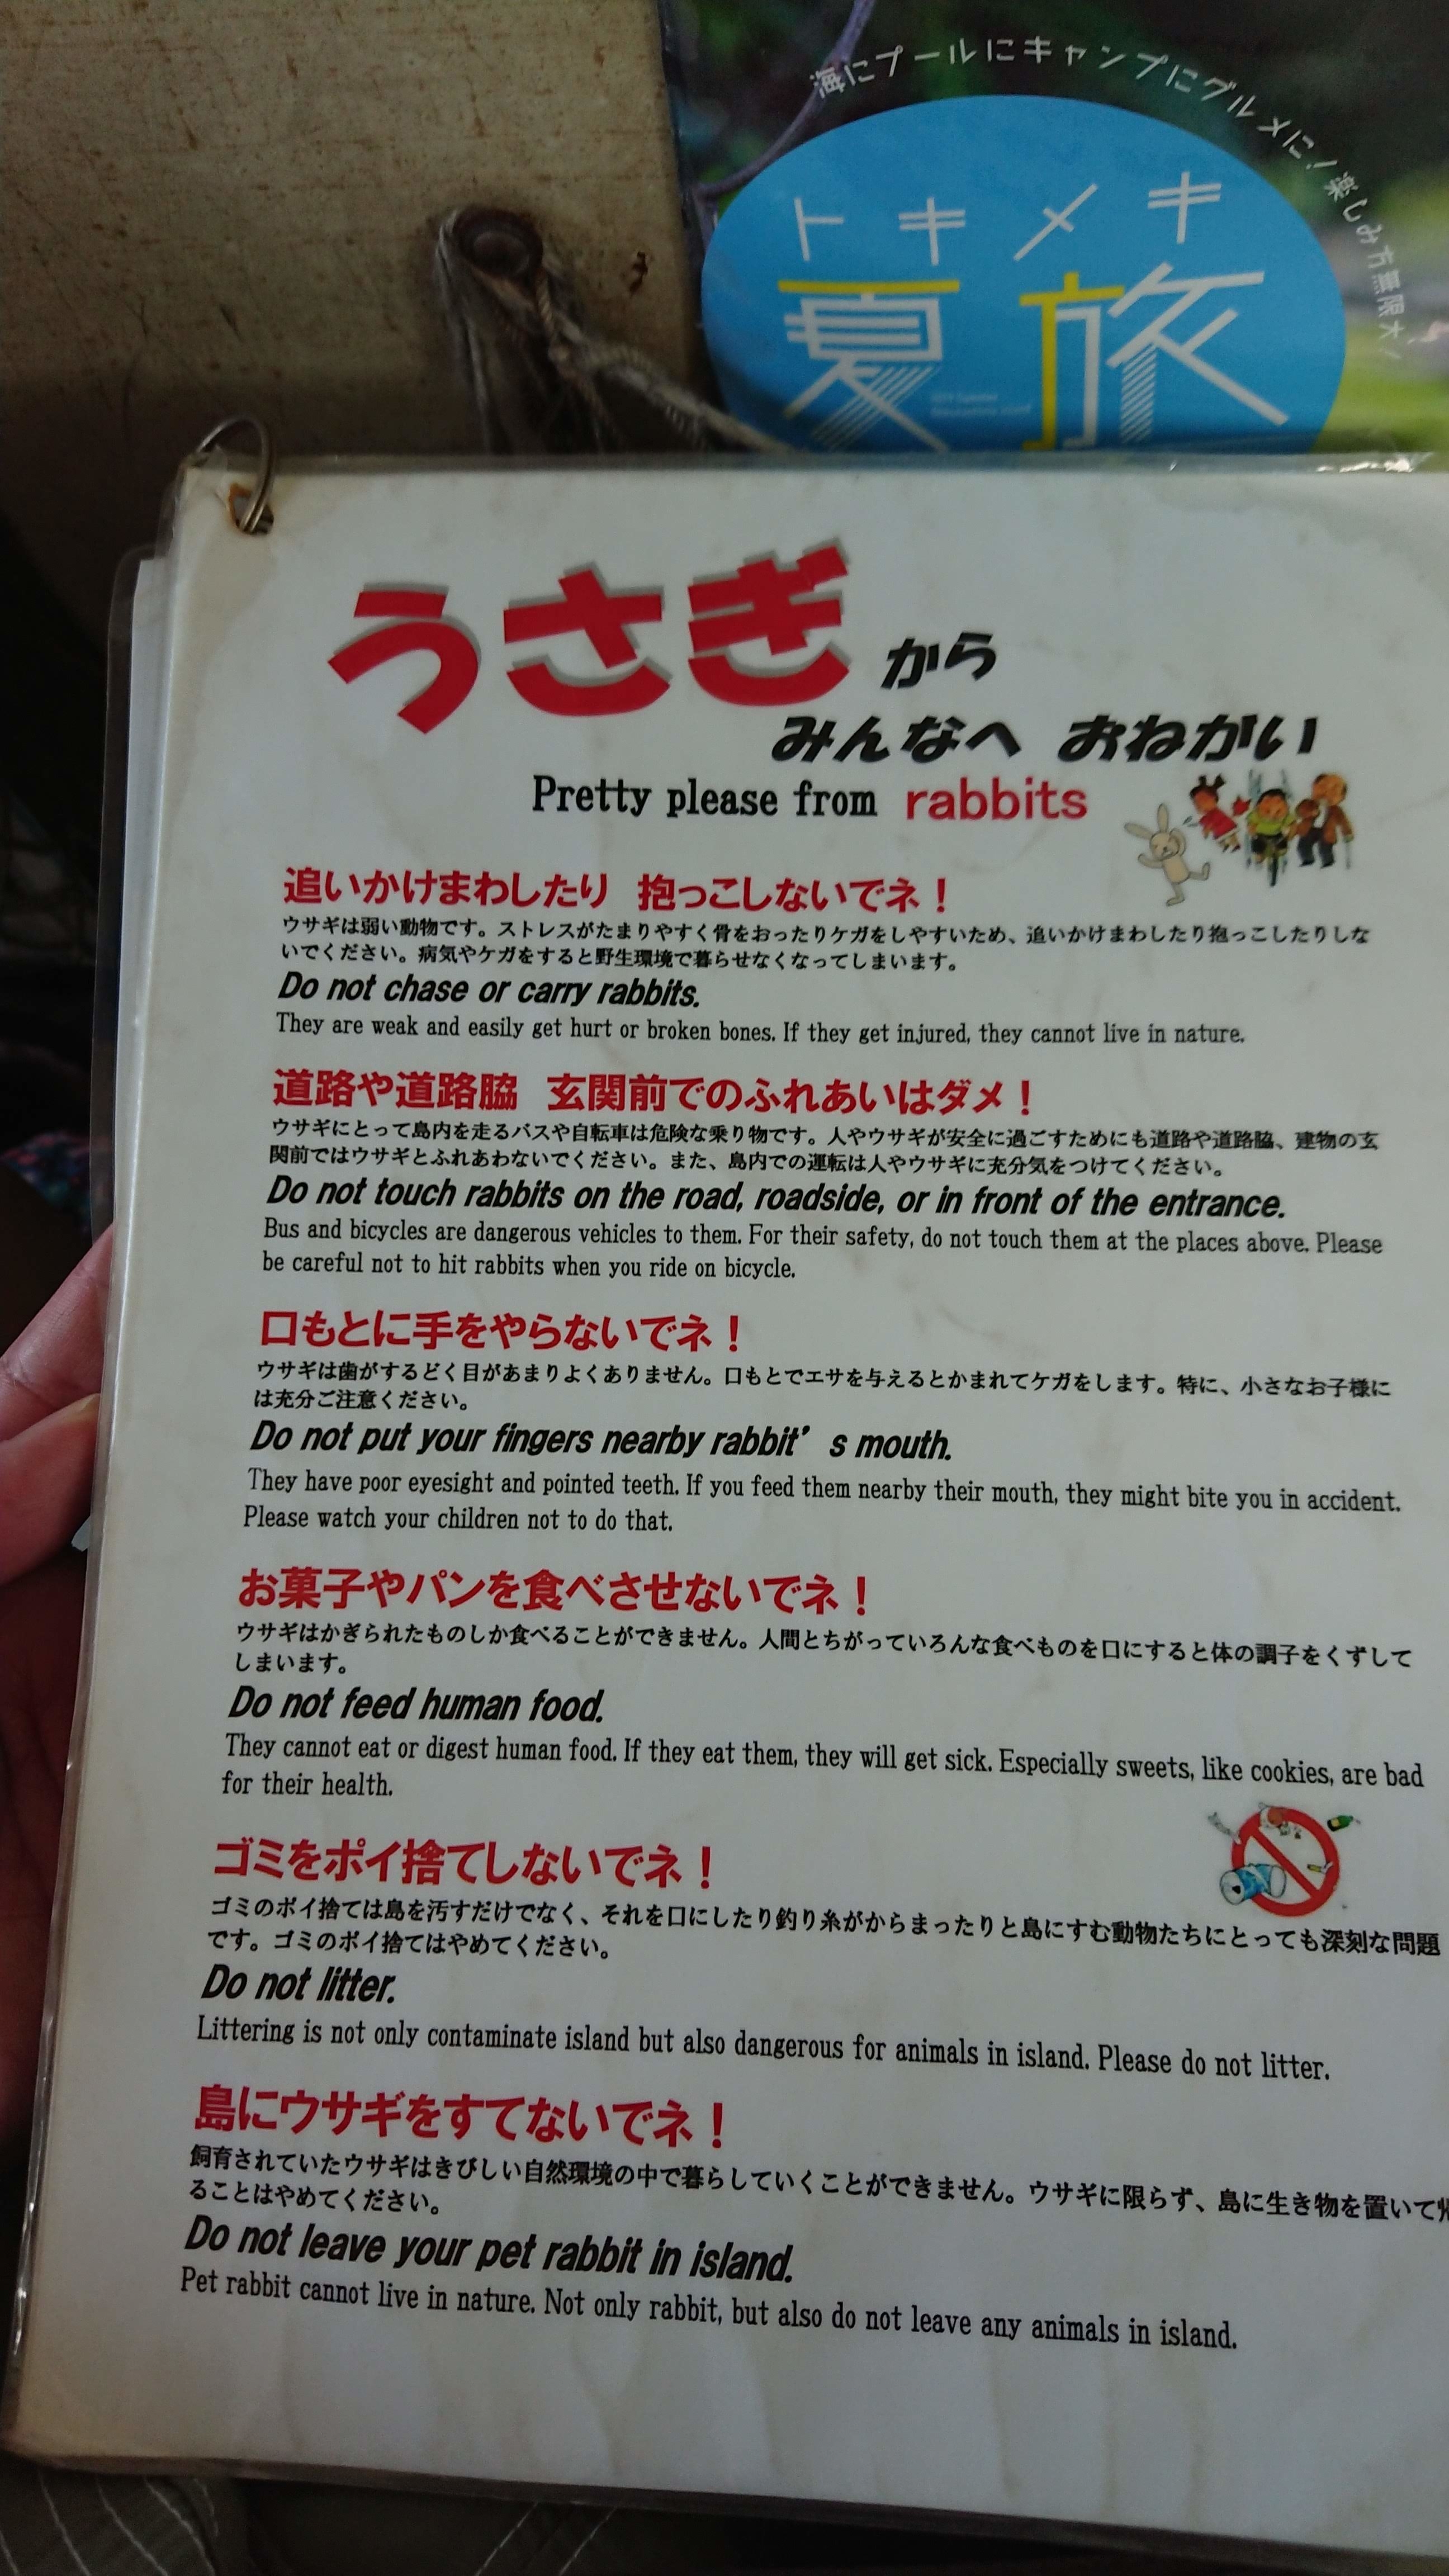 海にプールにキャンプにグルメに！楽しみ方無限大！
トキメキ
夏旅
うさぎから
みんなへ おねがい
Pretty please from rabbits
追いかけまわしたり 抱っこしないでネ！
ウサギは弱い動物です。ストレスがたまりやすく骨をおったりケガをしやすいため、追いかけまわしたり抱っこしたりしな
いでください。病気やケガをすると野生環境で暮らせなくなってしまいます。
Do not chase or carry rabbits.
They are weak and easily get hurt or broken bones. If they get injured, they cannot live in nature.
道路や道路脇 玄関前でのふれあいはダメ！
ウサギにとって島内を走るバスや自転車は危険な乗り物です。人やウサギが安全に過ごすためにも道路や道路脇、建物の玄
関前ではウサギとふれあわないでください。また、島内での運転は人やウサギに充分気をつけてください。
Do not touch rabbits on the road, roadside, or in front of the entrance.
Bus and bicycles are dangerous vehicles to them. For their safety, do not touch them at the places above. Please
be careful not to hit rabbits when you ride on bicycle.
口もとに手をやらないでネ！
ウサギは歯がするどく目があまりよくありません。口もとでエサを与えるとかまれてケガをします。特に、小さなお子様に
は充分ご注意ください。
Do not put your fingers nearby rabbit’s mouth.
They have poor eyesight and pointed teeth. If you feed them nearby their mouth, they might bite you in accident.
Please watch your children not to do that.
お菓子やパンを食べさせないでネ！
ウサギはかぎられたものしか食べることができません。人間とちがっていろんな食べものを口にすると体の調子をくずして
しまいます。
Do not feed human food.
They cannot eat or digest human food. If they eat them, they will get sick. Especially sweets, like cookies, are bad
for their health.
ゴミをポイ捨てしないでネ！
ゴミのポイ捨ては島を汚すだけでなく、それを口にしたり釣り糸がからまったりと島にすむ動物たちにとっても深刻な問題
です。ゴミのポイ捨てはやめてください。
Do not litter.
Littering is not only contaminate island but also dangerous for animals in island. Please do not litter.
島にウサギをすてないでネ！
飼育されていたウサギはきびしい自然環境の中で暮らしていくことができません。ウサギに限らず、島に生き物を置いて
ることはやめてください。
Do not leave your pet rabbit in island.
Pet rabbit cannot live in nature. Not only rabbit, but also do not leave any animals in island.